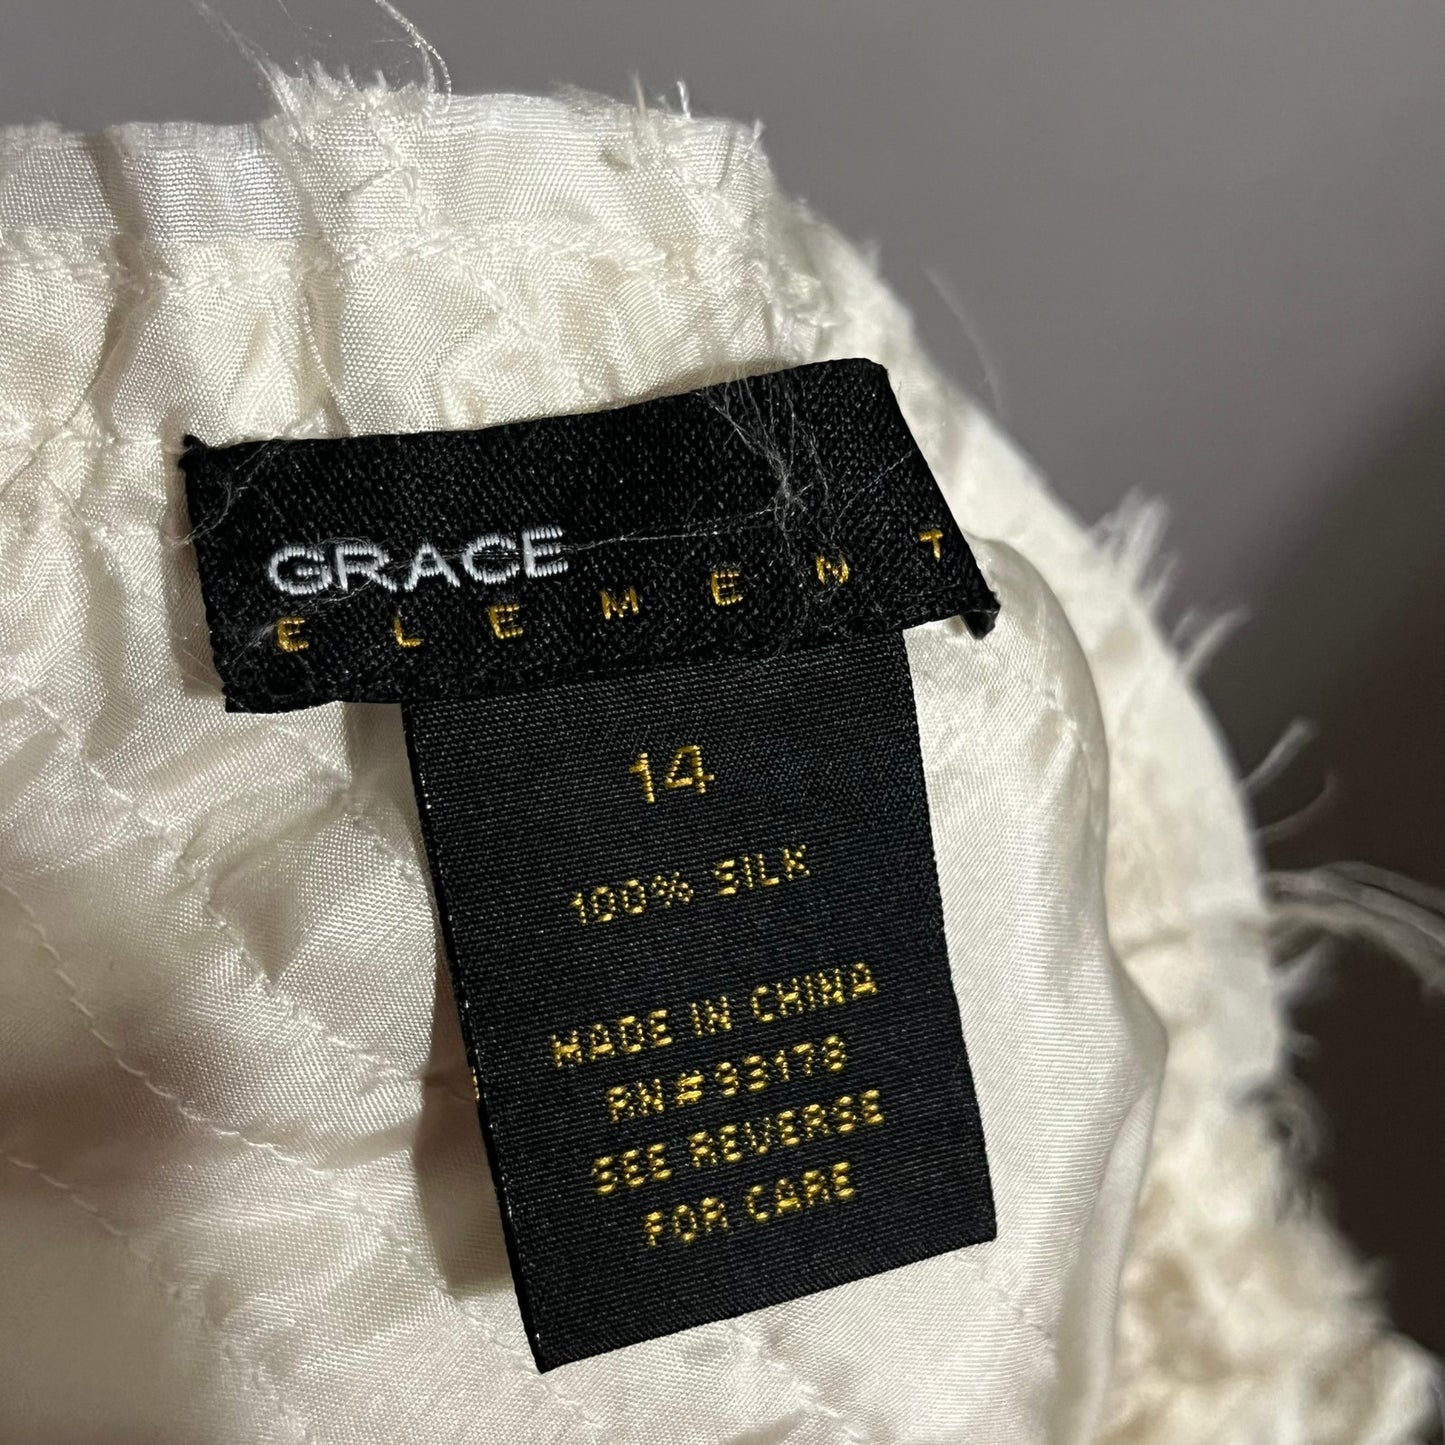 GRACE
ELEMENT
14
100% SILK
MADE IN CHINA
RN#93178
SEE REVERSE
FOR CARE